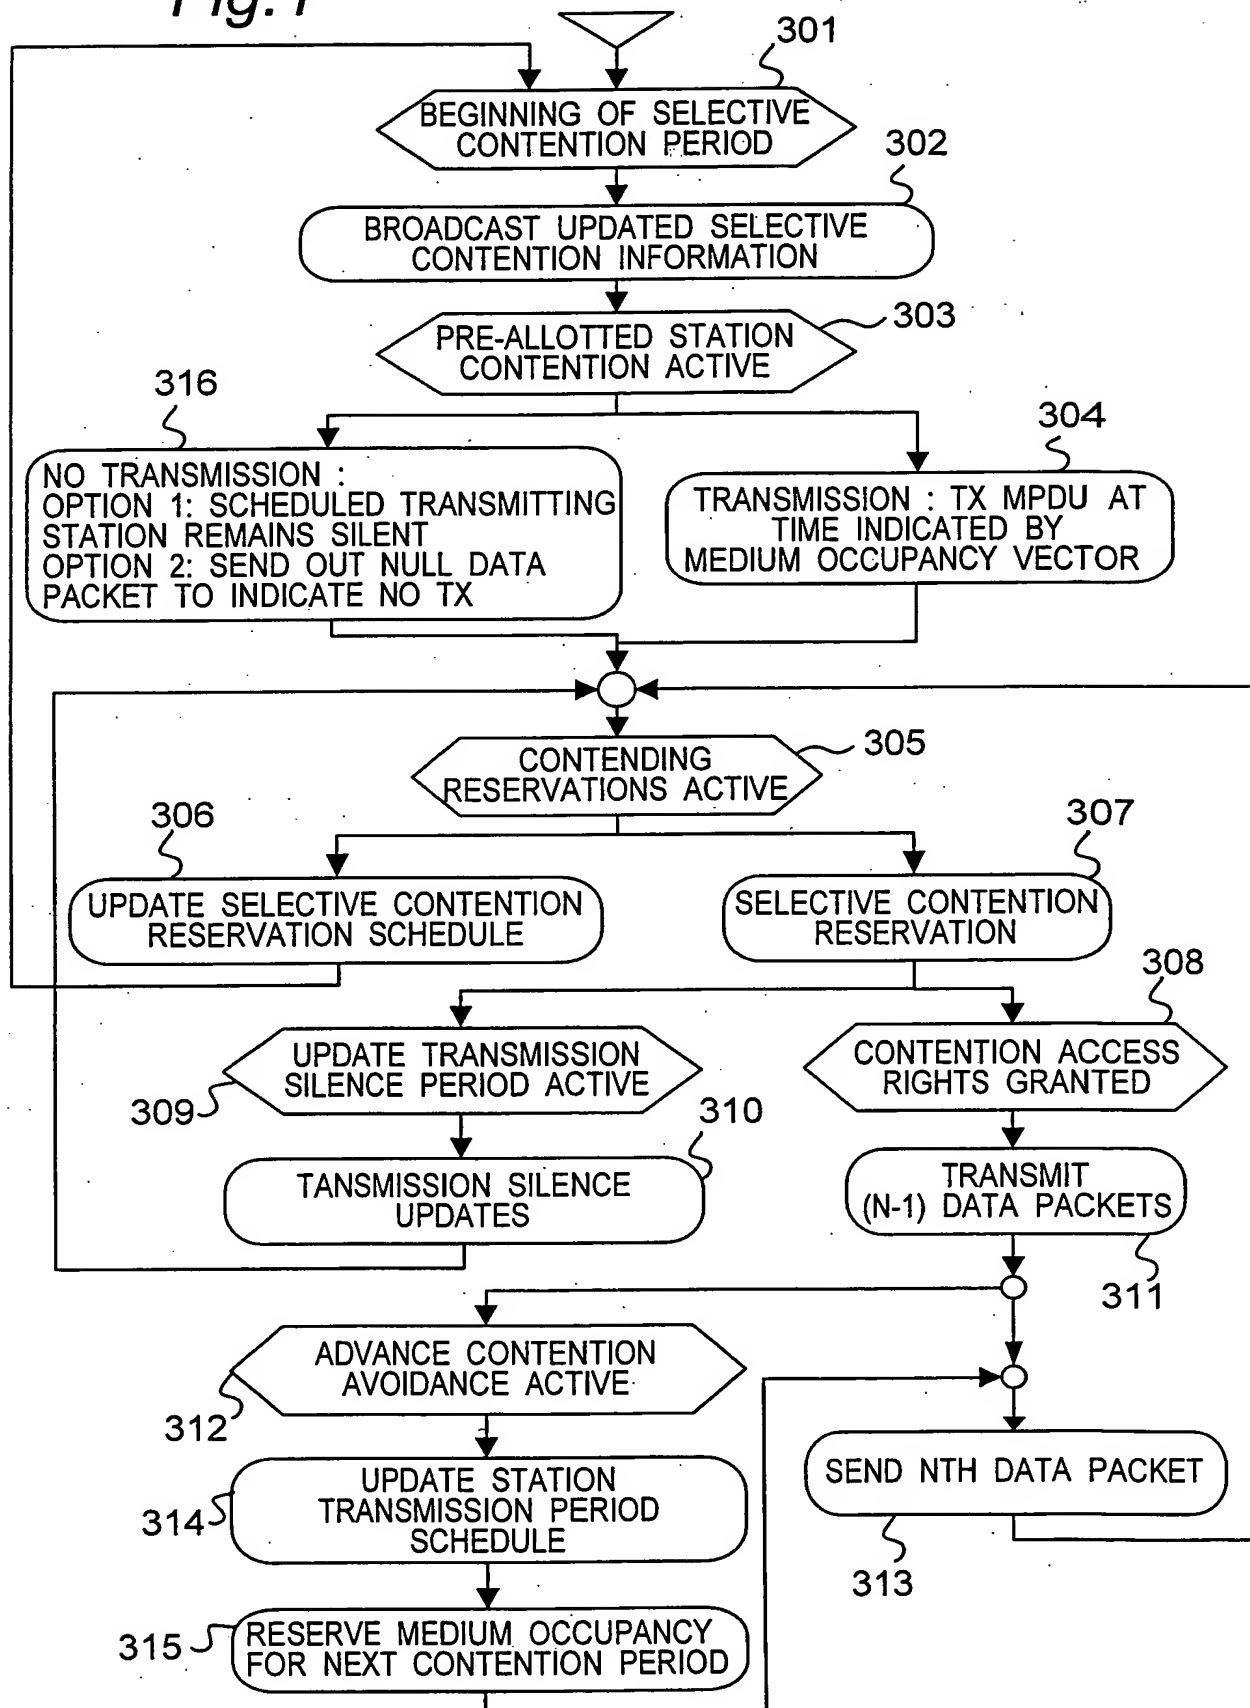 Fig.7
301
BEGINNING OF SELECTIVE
CONTENTION PERIOD
302
BROADCAST UPDATED SELECTIVE
CONTENTION INFORMATION
303
PRE-ALLOTTED STATION
CONTENTION ACTIVE
316
NO TRANSMISSION :
OPTION 1: SCHEDULED TRANSMITTING
STATION REMAINS SILENT
OPTION 2: SEND OUT NULL DATA
PACKET TO INDICATE NO TX
304
TRANSMISSION : TX MPDU AT
TIME INDICATED BY
MEDIUM OCCUPANCY VECTOR
305
CONTENDING
RESERVATIONS ACTIVE
306
UPDATE SELECTIVE CONTENTION
RESERVATION SCHEDULE
307
SELECTIVE CONTENTION
RESERVATION
308
CONTENTION ACCESS
RIGHTS GRANTED
UPDATE TRANSMISSION
SILENCE PERIOD ACTIVE
309
310
TANSMISSION SILENCE
UPDATES
TRANSMIT
(N-1) DATA PACKETS
311
ADVANCE CONTENTION
AVOIDANCE ACTIVE
312
UPDATE STATION
TRANSMISSION PERIOD
SCHEDULE
314
SEND NTH DATA PACKET
313
315
RESERVE MEDIUM OCCUPANCY
FOR NEXT CONTENTION PERIOD